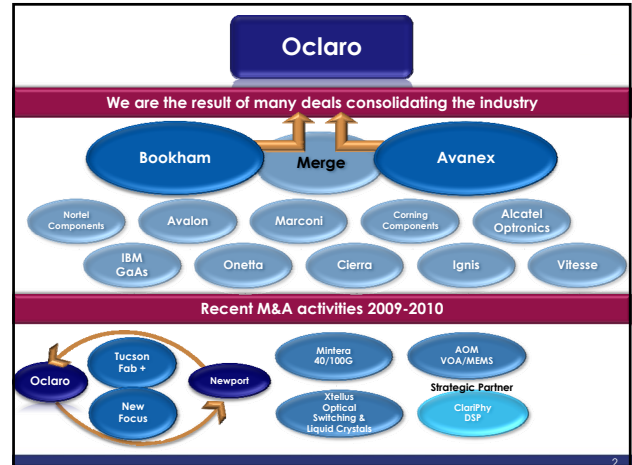 Oclaro
We are the result of many deals consolidating the industry
Bookham
Merge
Avanex
Nortel
Components
Avalon
Marconi
Corning
Components
Alcatel
Optronics
IBM
GaAs
Onetta
Cierra
Ignis
Vitesse
Recent M&A activities 2009-2010
Oclaro
Tucson
Fab +
New
Focus
Newport
Mintera
40/100G
AOM
VOA/MEMS
Xtellus
Optical
Switching &
Liquid Crystals
Strategic Partner
ClariPhy
DSP
2